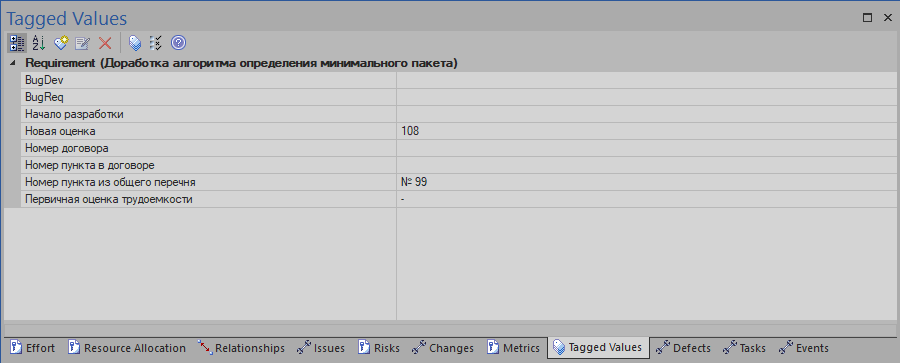 Tagged Values
Requirement (Доработка алгоритма определения минимального пакета)
BugDev
BugReq
Начало разработки
Новая оценка 108
Номер договора
Номер пункта в договоре
Номер пункта из общего перечня № 99
Первичная оценка трудоемкости -
Effort Resource Allocation Relationships Issues Risks Changes Metrics Tagged Values Defects Tasks Events